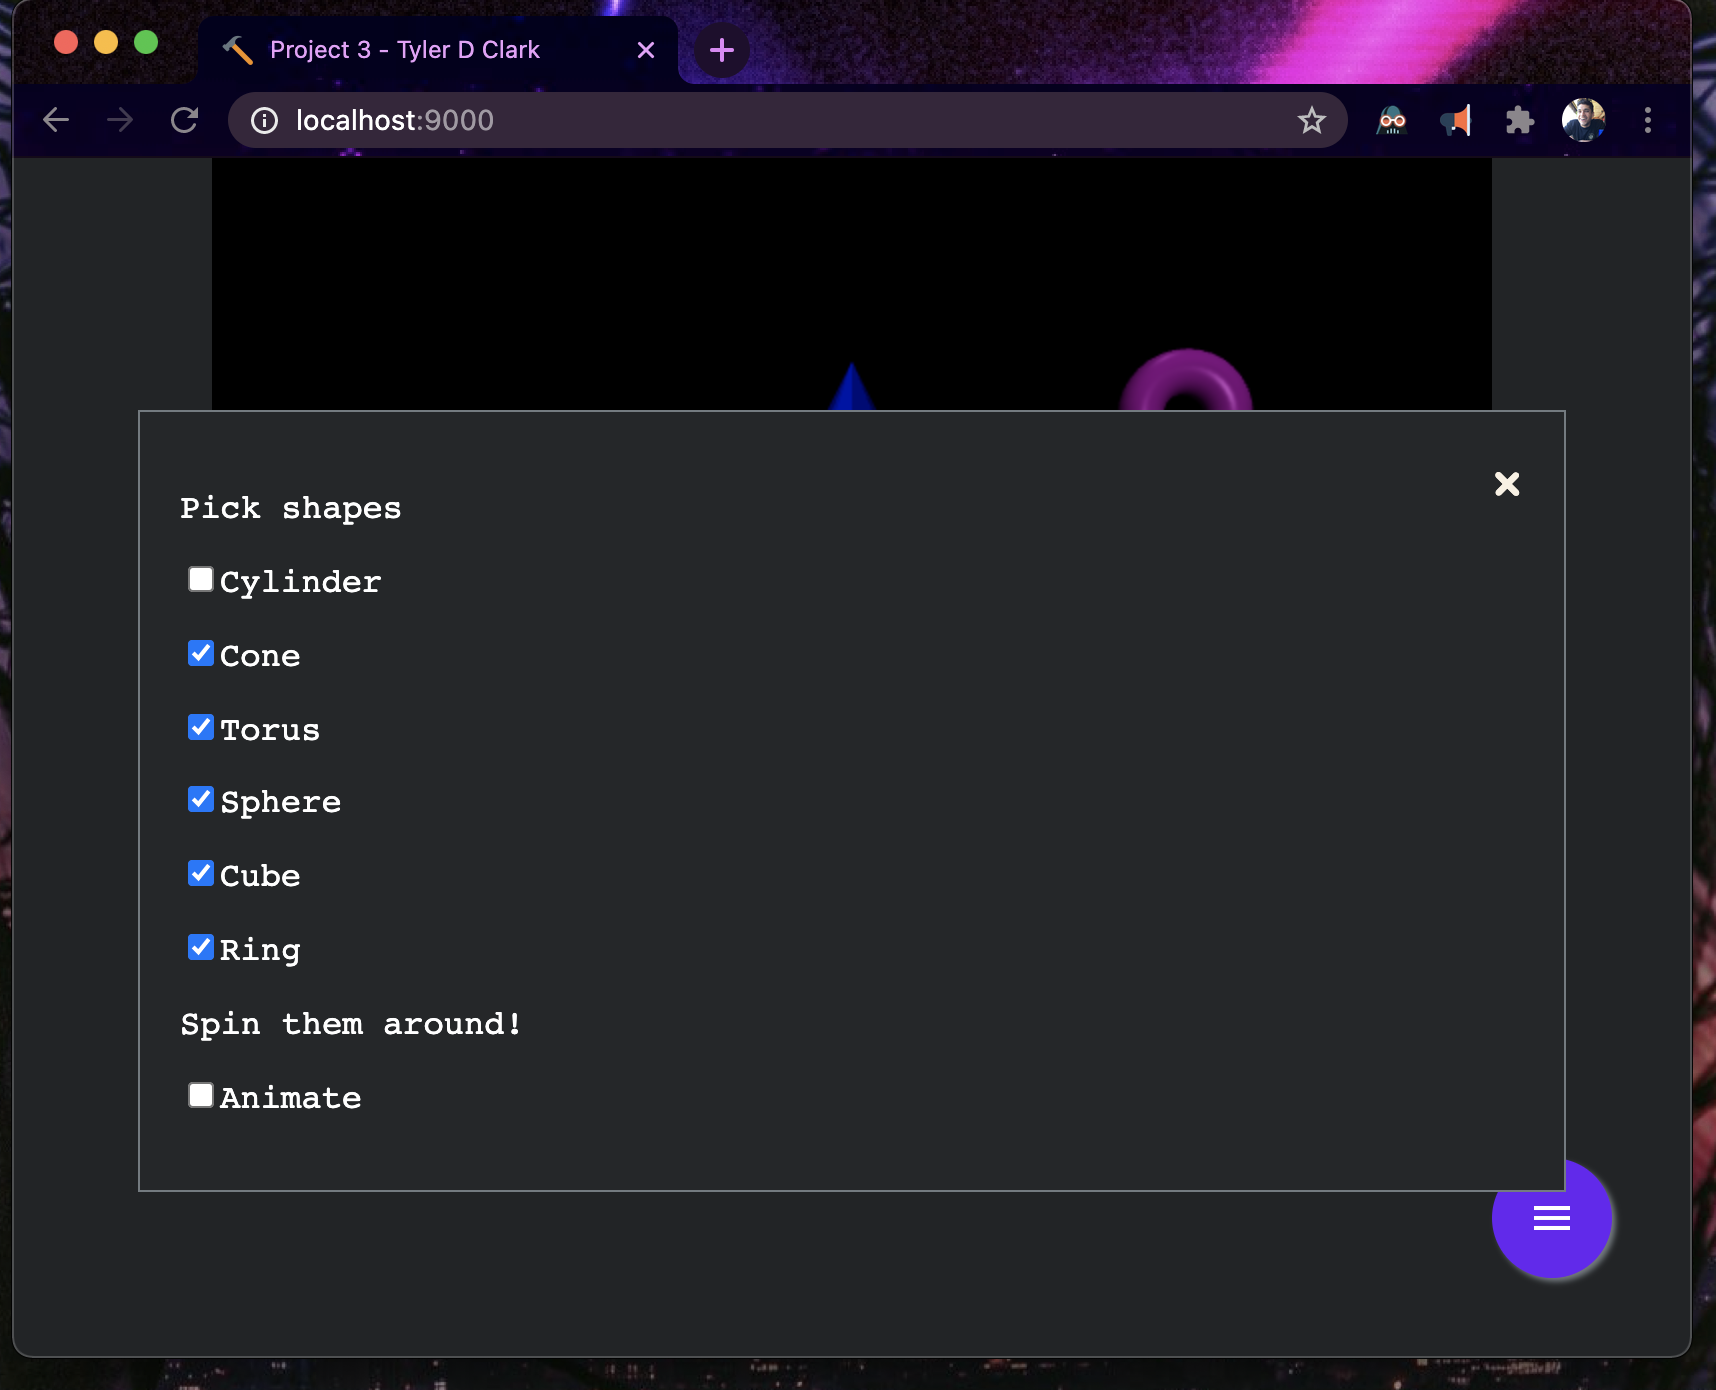 Project 3 - Tyler D Clark
localhost:9000
Pick shapes
Cylinder
Cone
Torus
Sphere
Cube
Ring
Spin them around!
Animate